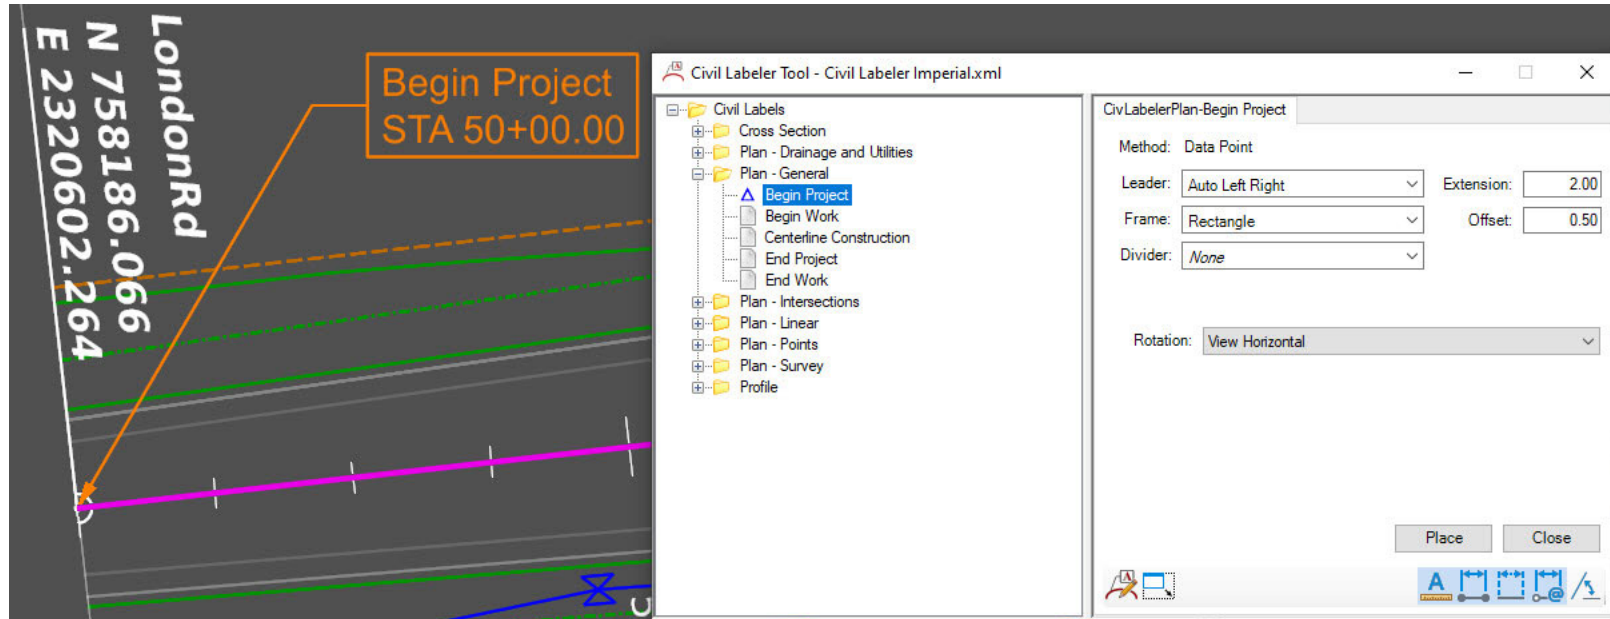 LondonRd
N 758186.066
E 2320602.264
Begin Project
STA 50+00.00
Civil Labeler Tool - Civil Labeler Imperial.xml
Civil Labels
Cross Section
Plan - Drainage and Utilities
Plan - General
Begin Project
Begin Work
Centerline Construction
End Project
End Work
Plan - Intersections
Plan - Linear
Plan - Points
Plan - Survey
Profile
CivLabelerPlan-Begin Project
Method: Data Point
Leader: Auto Left Right Extension: 2.00
Frame: Rectangle Offset: 0.50
Divider: None
Rotation: View Horizontal
Place Close